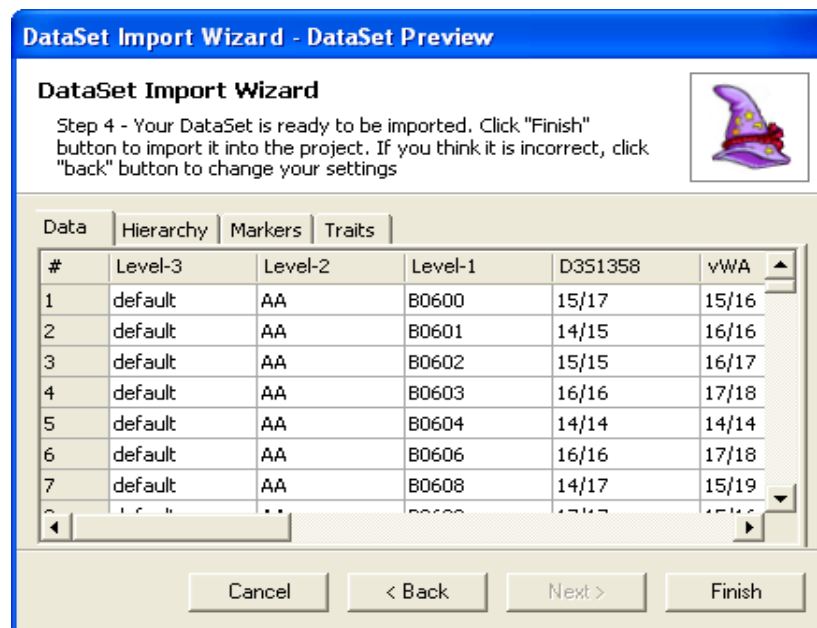 DataSet Import Wizard - DataSet Preview
DataSet Import Wizard
Step 4 - Your DataSet is ready to be imported. Click "Finish"
button to import it into the project. If you think it is incorrect, click
"back" button to change your settings
Data Hierarchy Markers Traits
# Level-3 Level-2 Level-1 D3S1358 vWA
1 default AA B0600 15/17 15/16
2 default AA B0601 14/15 16/16
3 default AA B0602 15/15 16/17
4 default AA B0603 16/16 17/18
5 default AA B0604 14/14 14/14
6 default AA B0606 16/16 17/18
7 default AA B0608 14/17 15/19
Cancel < Back Next > Finish